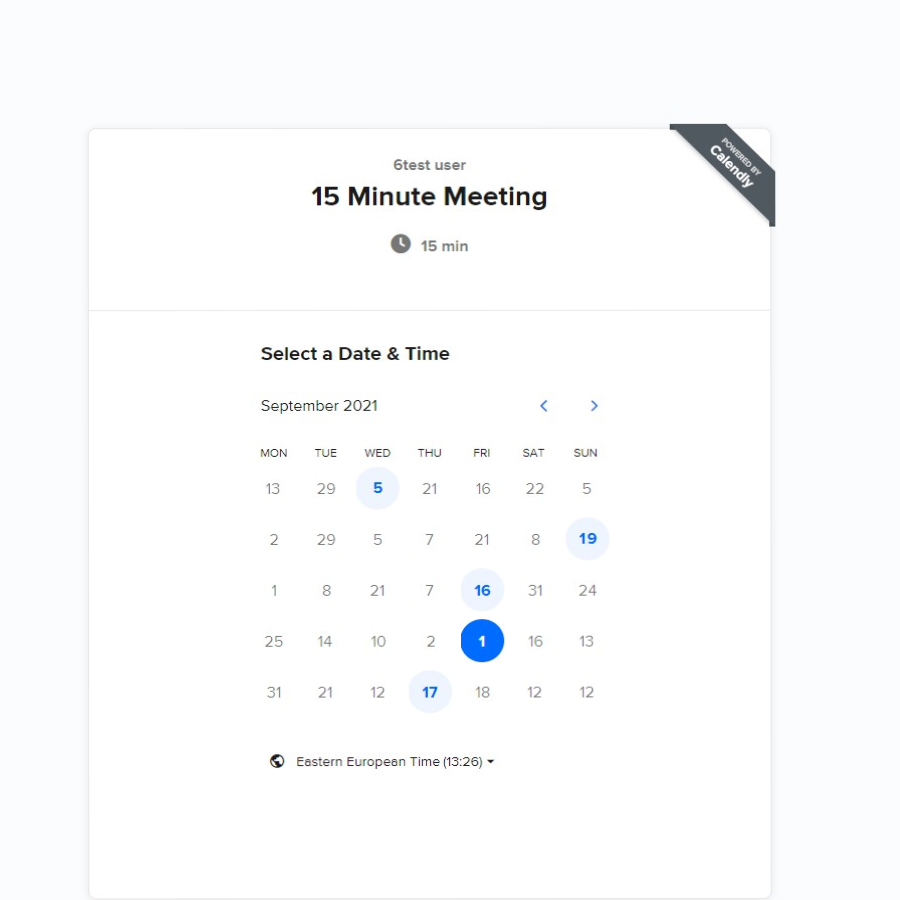 POWERED BY
Calendly
6test user
15 Minute Meeting
15 min
Select a Date & Time
September 2021
MON TUE WED THU FRI SAT SUN
13 29 5 21 16 22 5
2 29 5 7 21 8 19
1 8 21 7 16 31 24
25 14 10 2 1 16 13
31 21 12 17 18 12 12
Eastern European Time (13:26)